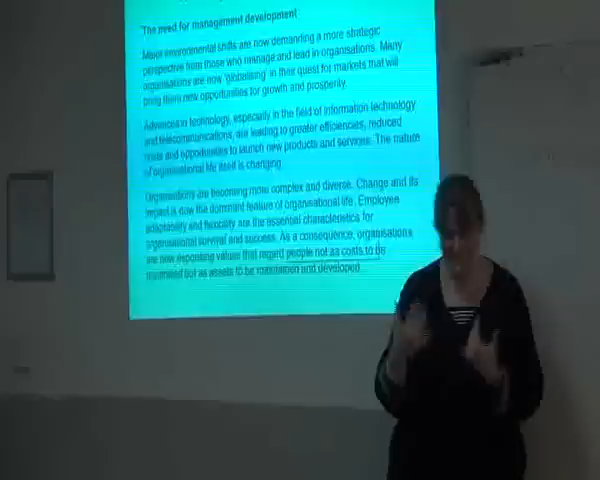 The need for management development
Major environmental shifts are now demanding a more strategic
perspective from those who manage and lead in organisations. Many
organisations are now 'globalising' in their quest for markets that will
bring them new opportunities for growth and prosperity.
Advances in technology, especially in the field of information technology
and telecommunications, are leading to greater efficiencies, reduced
costs and opportunities to launch new products and services. The nature
of organisational life itself is changing.
Organisations are becoming more complex and diverse. Change and its
impact is now the dominant feature of organisational life. Employee
adaptability and flexibility are the essential characteristics for
organisational survival and success. As a consequence, organisations
are now espousing values that regard people not as costs to be
minimised but as assets to be maintained and developed.